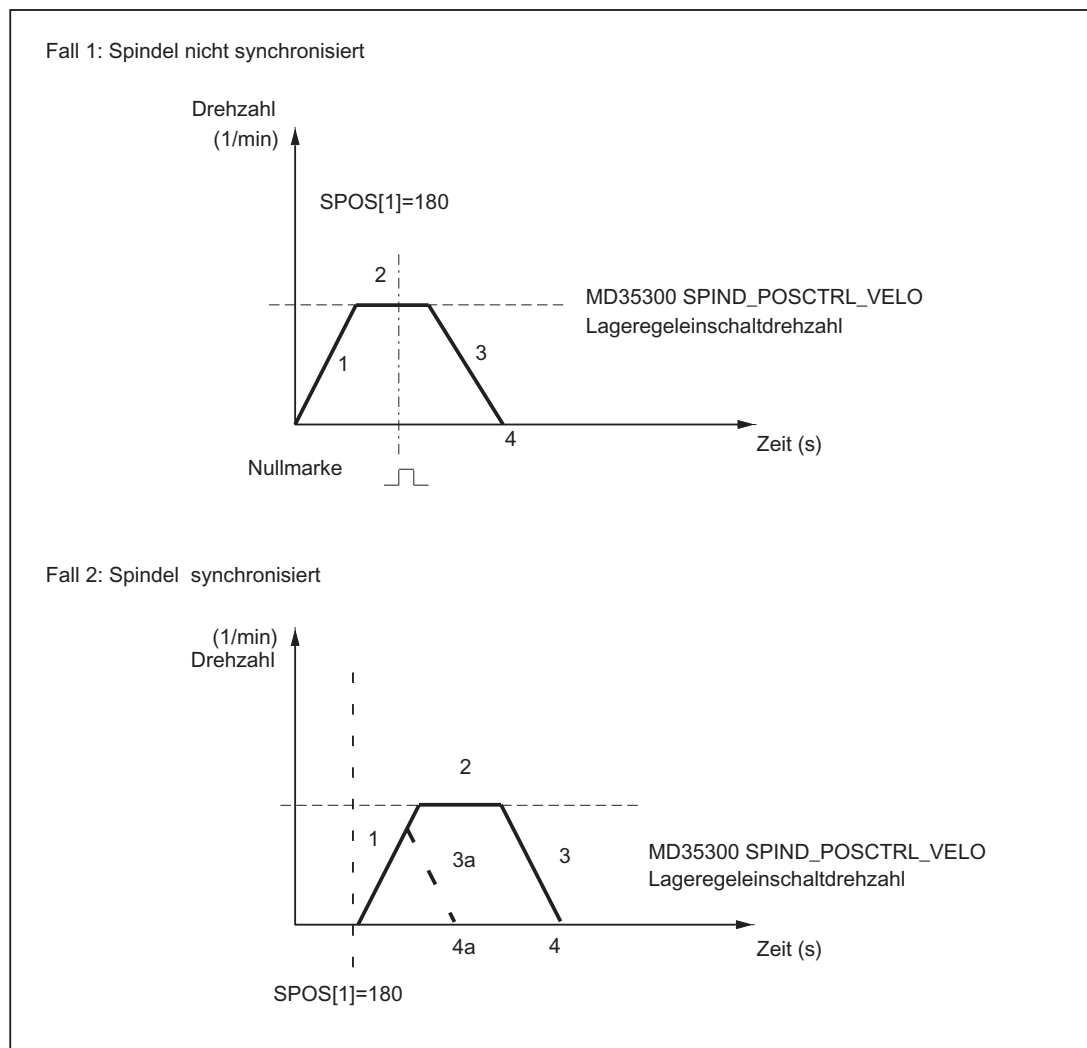 Fall 1: Spindel nicht synchronisiert
Drehzahl
(1/min)
SPOS[1]=180
2
MD35300 SPIND_POSCTRL_VELO
Lageregeleinschaltdrehzahl
1
3
4
Zeit (s)
Nullmarke
Fall 2: Spindel synchronisiert
(1/min)
Drehzahl
2
1
3a
3
MD35300 SPIND_POSCTRL_VELO
Lageregeleinschaltdrehzahl
4a
4
Zeit (s)
SPOS[1]=180